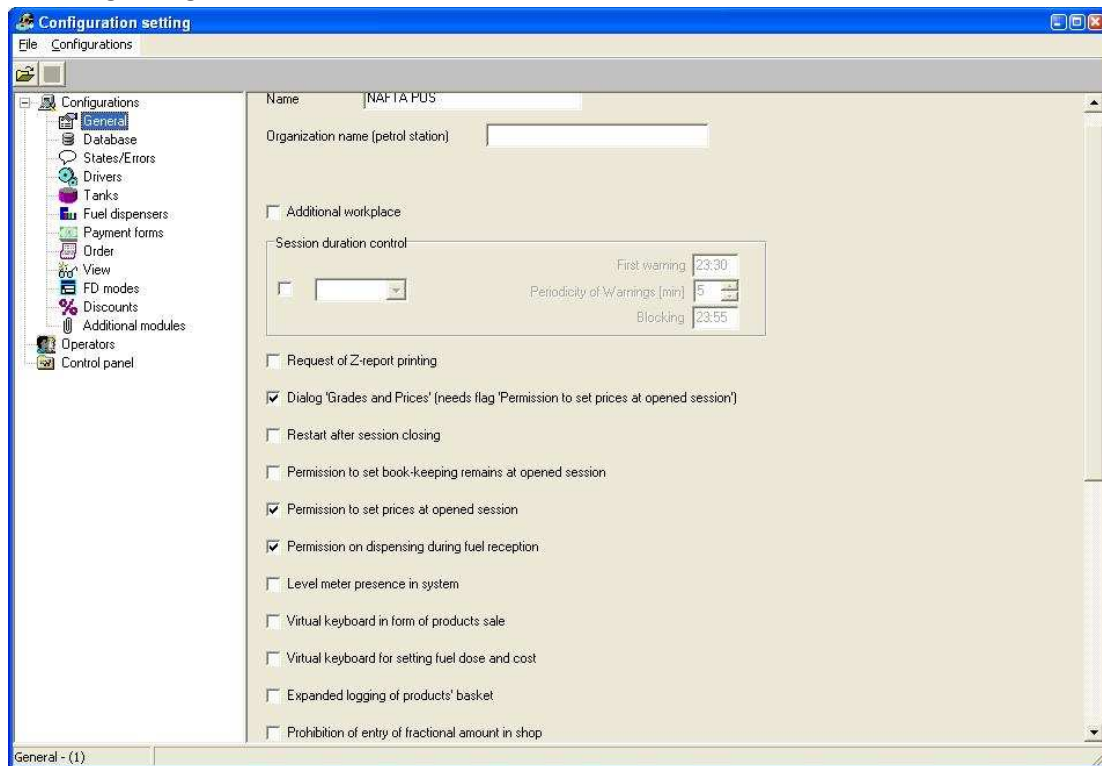 Configuration setting
File Configurations
Configurations
General
Database
States/Errors
Drivers
Tanks
Fuel dispensers
Payment forms
Order
View
FD modes
Discounts
Additional modules
Operators
Control panel
Name NAFTA POS
Organization name (petrol station)
Additional workplace
Session duration control
First warning 23:30
Periodicity of Warnings [min] 5
Blocking 23:55
Request of Z-report printing
Dialog 'Grades and Prices' (needs flag 'Permission to set prices at opened session')
Restart after session closing
Permission to set book-keeping remains at opened session
Permission to set prices at opened session
Permission on dispensing during fuel reception
Level meter presence in system
Virtual keyboard in form of products sale
Virtual keyboard for setting fuel dose and cost
Expanded logging of products' basket
Prohibition of entry of fractional amount in shop
General - (1)